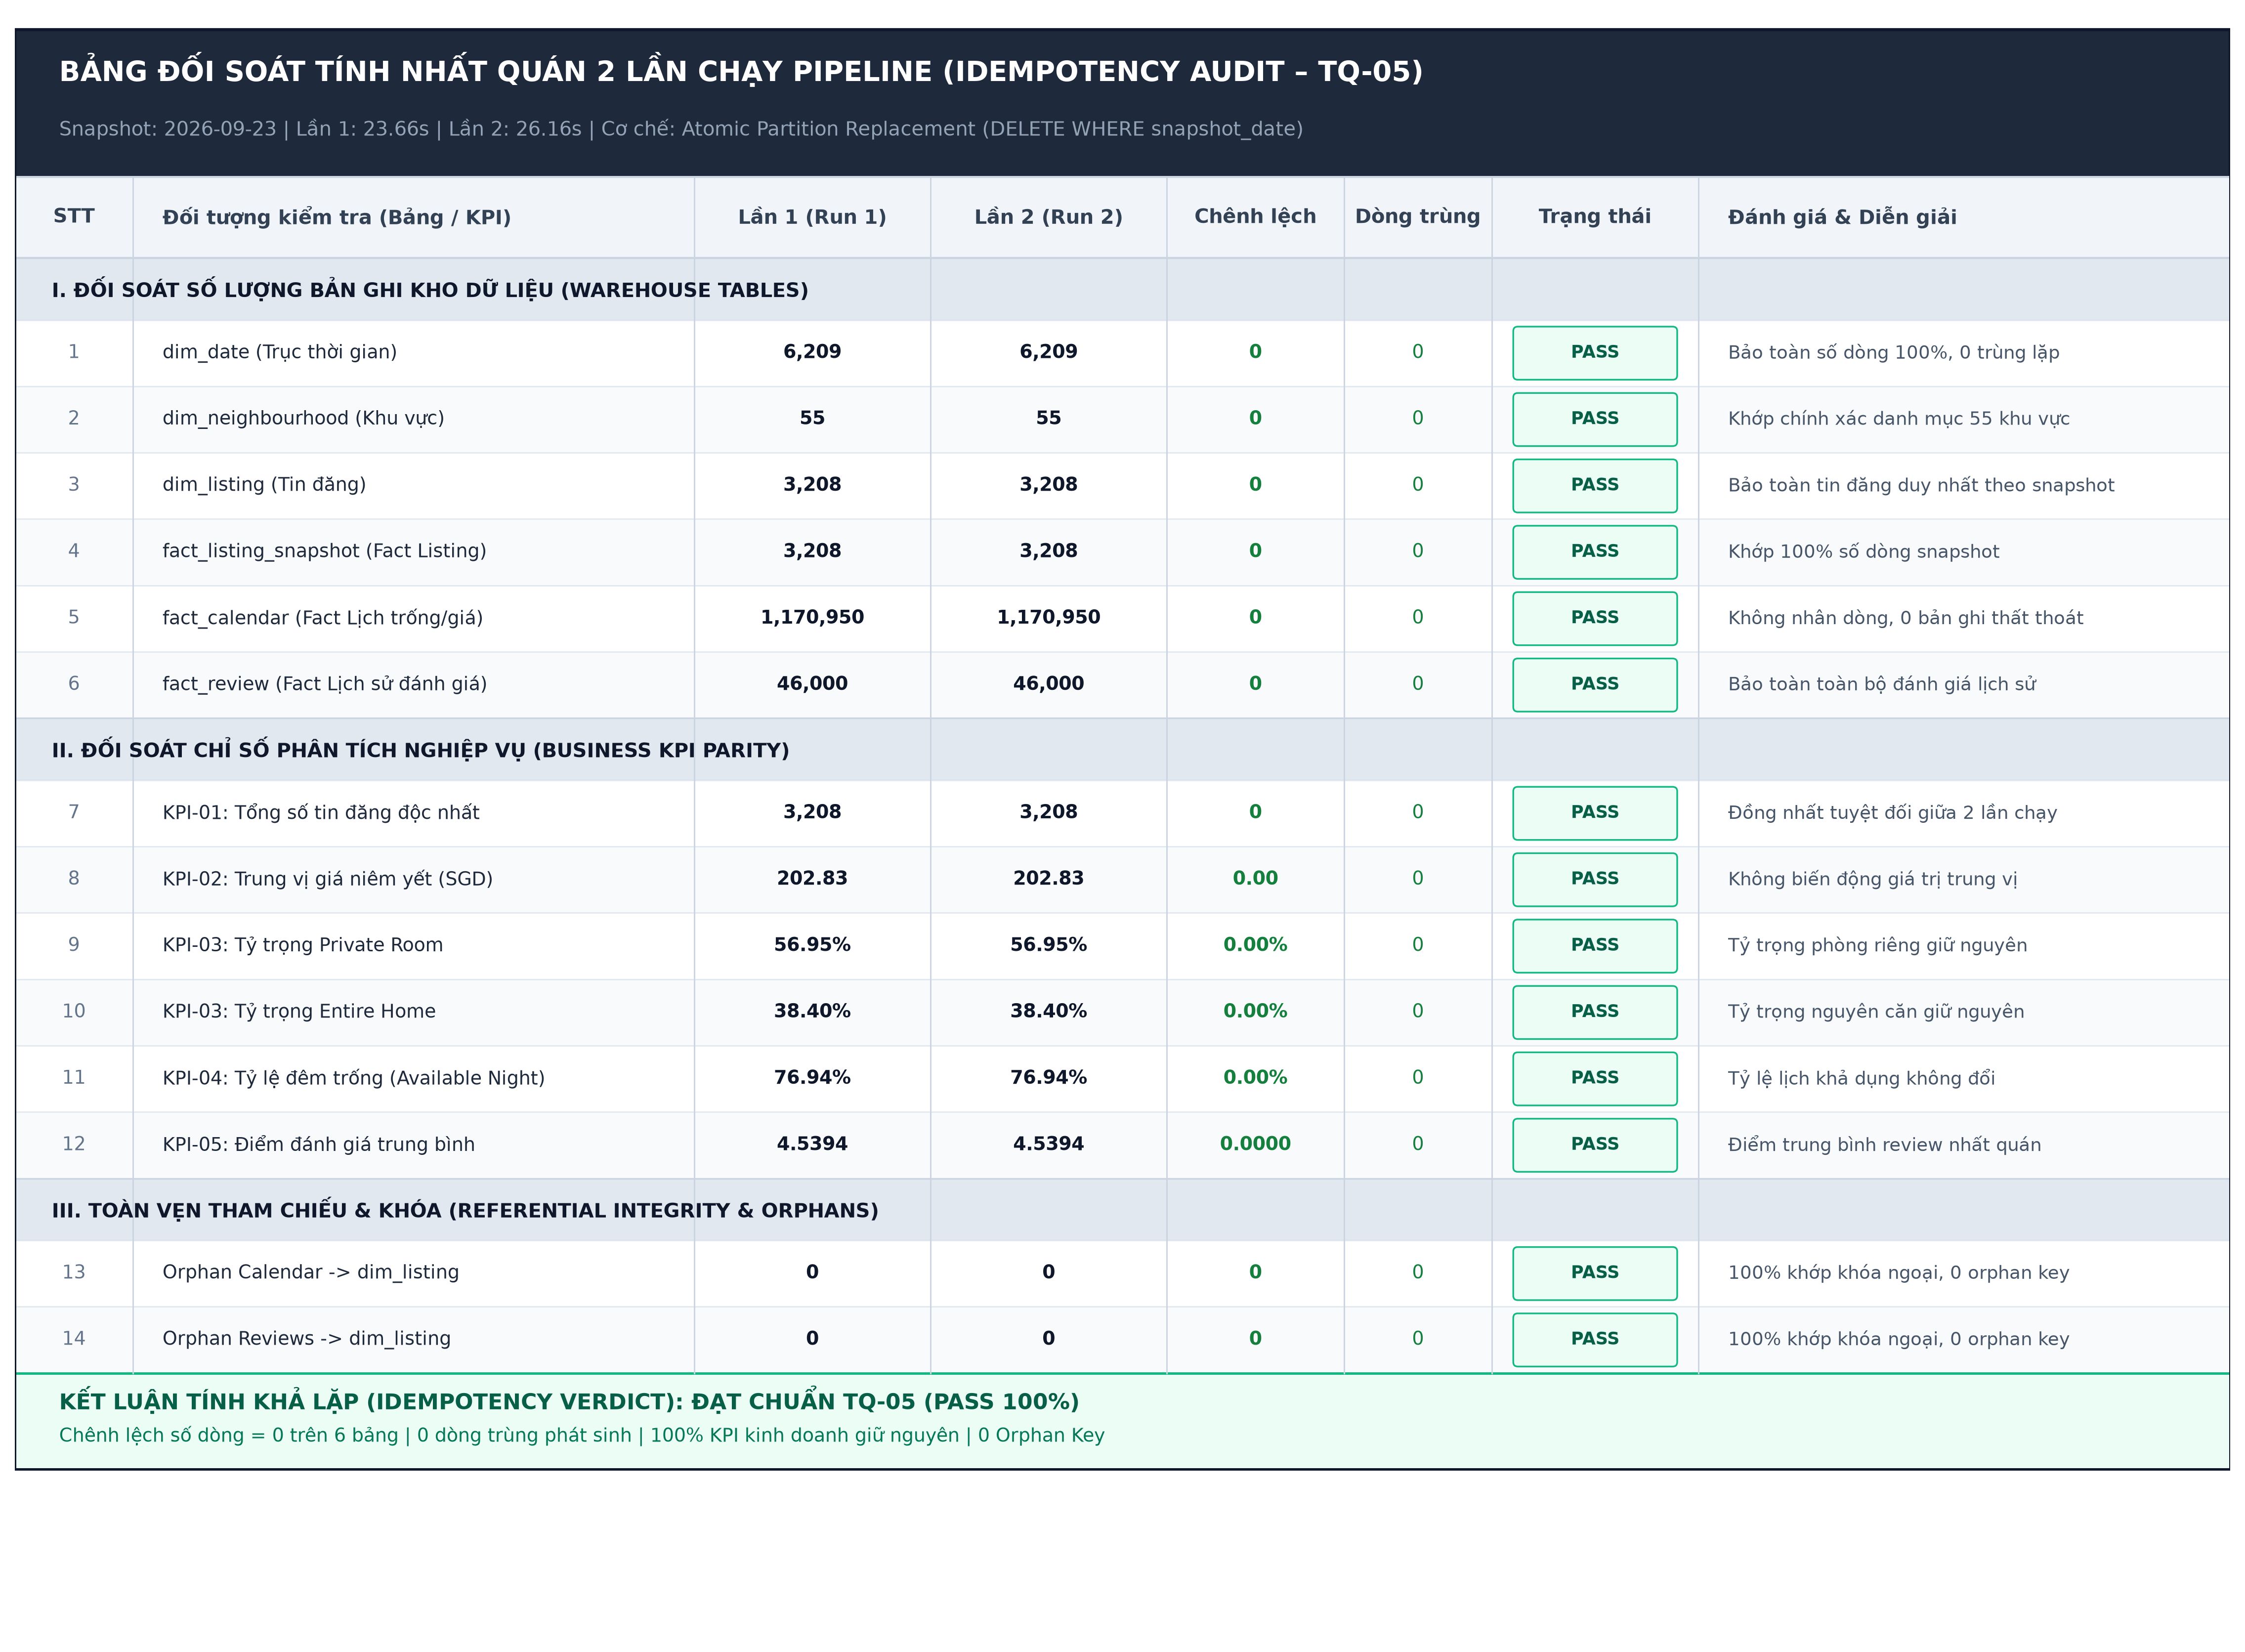 BẢNG ĐỐI SOÁT TÍNH NHẤT QUÁN 2 LẦN CHẠY PIPELINE (IDEMPOTENCY AUDIT – TQ-05)
Snapshot: 2026-09-23 | Lần 1: 23.66s | Lần 2: 26.16s | Cơ chế: Atomic Partition Replacement (DELETE WHERE snapshot_date)
STT Đối tượng kiểm tra (Bảng / KPI) Lần 1 (Run 1) Lần 2 (Run 2) Chênh lệch Dòng trùng Trạng thái Đánh giá & Diễn giải
I. ĐỐI SOÁT SỐ LƯỢNG BẢN GHI KHO DỮ LIỆU (WAREHOUSE TABLES)
1 dim_date (Trục thời gian) 6,209 6,209 0 0 PASS Bảo toàn số dòng 100%, 0 trùng lặp
2 dim_neighbourhood (Khu vực) 55 55 0 0 PASS Khớp chính xác danh mục 55 khu vực
3 dim_listing (Tin đăng) 3,208 3,208 0 0 PASS Bảo toàn tin đăng duy nhất theo snapshot
4 fact_listing_snapshot (Fact Listing) 3,208 3,208 0 0 PASS Khớp 100% số dòng snapshot
5 fact_calendar (Fact Lịch trống/giá) 1,170,950 1,170,950 0 0 PASS Không nhân dòng, 0 bản ghi thất thoát
6 fact_review (Fact Lịch sử đánh giá) 46,000 46,000 0 0 PASS Bảo toàn toàn bộ đánh giá lịch sử
II. ĐỐI SOÁT CHỈ SỐ PHÂN TÍCH NGHIỆP VỤ (BUSINESS KPI PARITY)
7 KPI-01: Tổng số tin đăng độc nhất 3,208 3,208 0 0 PASS Đồng nhất tuyệt đối giữa 2 lần chạy
8 KPI-02: Trung vị giá niêm yết (SGD) 202.83 202.83 0.00 0 PASS Không biến động giá trị trung vị
9 KPI-03: Tỷ trọng Private Room 56.95% 56.95% 0.00% 0 PASS Tỷ trọng phòng riêng giữ nguyên
10 KPI-03: Tỷ trọng Entire Home 38.40% 38.40% 0.00% 0 PASS Tỷ trọng nguyên căn giữ nguyên
11 KPI-04: Tỷ lệ đêm trống (Available Night) 76.94% 76.94% 0.00% 0 PASS Tỷ lệ lịch khả dụng không đổi
12 KPI-05: Điểm đánh giá trung bình 4.5394 4.5394 0.0000 0 PASS Điểm trung bình review nhất quán
III. TOÀN VẸN THAM CHIẾU & KHÓA (REFERENTIAL INTEGRITY & ORPHANS)
13 Orphan Calendar -> dim_listing 0 0 0 0 PASS 100% khớp khóa ngoại, 0 orphan key
14 Orphan Reviews -> dim_listing 0 0 0 0 PASS 100% khớp khóa ngoại, 0 orphan key
KẾT LUẬN TÍNH KHẢ LẶP (IDEMPOTENCY VERDICT): ĐẠT CHUẨN TQ-05 (PASS 100%)
Chênh lệch số dòng = 0 trên 6 bảng | 0 dòng trùng phát sinh | 100% KPI kinh doanh giữ nguyên | 0 Orphan Key